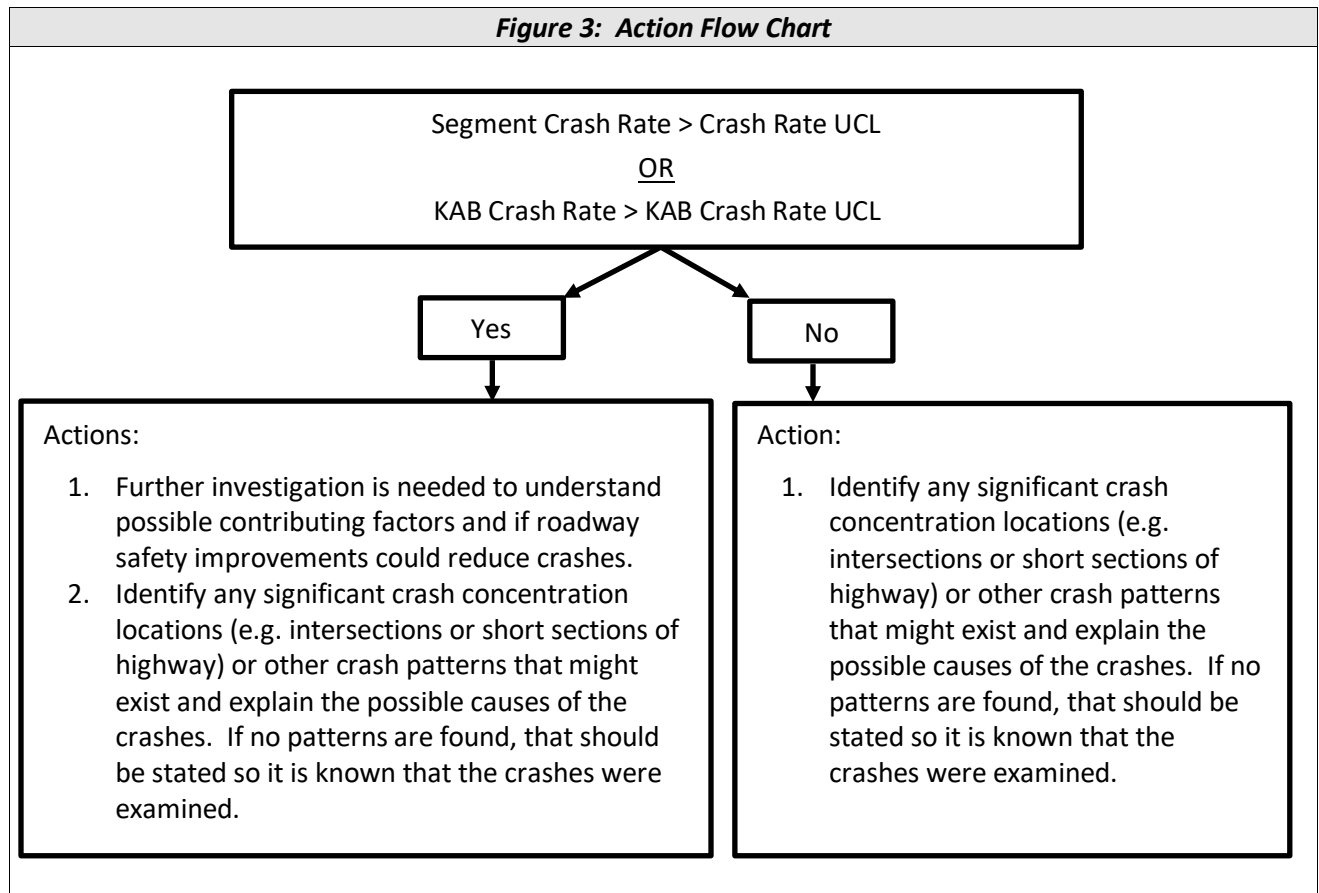 Figure 3:  Action Flow Chart
Segment Crash Rate > Crash Rate UCL
OR
KAB Crash Rate > KAB Crash Rate UCL
Yes
No
Actions:
1. Further investigation is needed to understand
possible contributing factors and if roadway
safety improvements could reduce crashes.
2. Identify any significant crash concentration
locations (e.g. intersections or short sections of
highway) or other crash patterns that might
exist and explain the possible causes of the
crashes.  If no patterns are found, that should
be stated so it is known that the crashes were
examined.
Action:
1. Identify any significant crash
concentration locations (e.g.
intersections or short sections of
highway) or other crash patterns
that might exist and explain the
possible causes of the crashes.  If no
patterns are found, that should be
stated so it is known that the
crashes were examined.